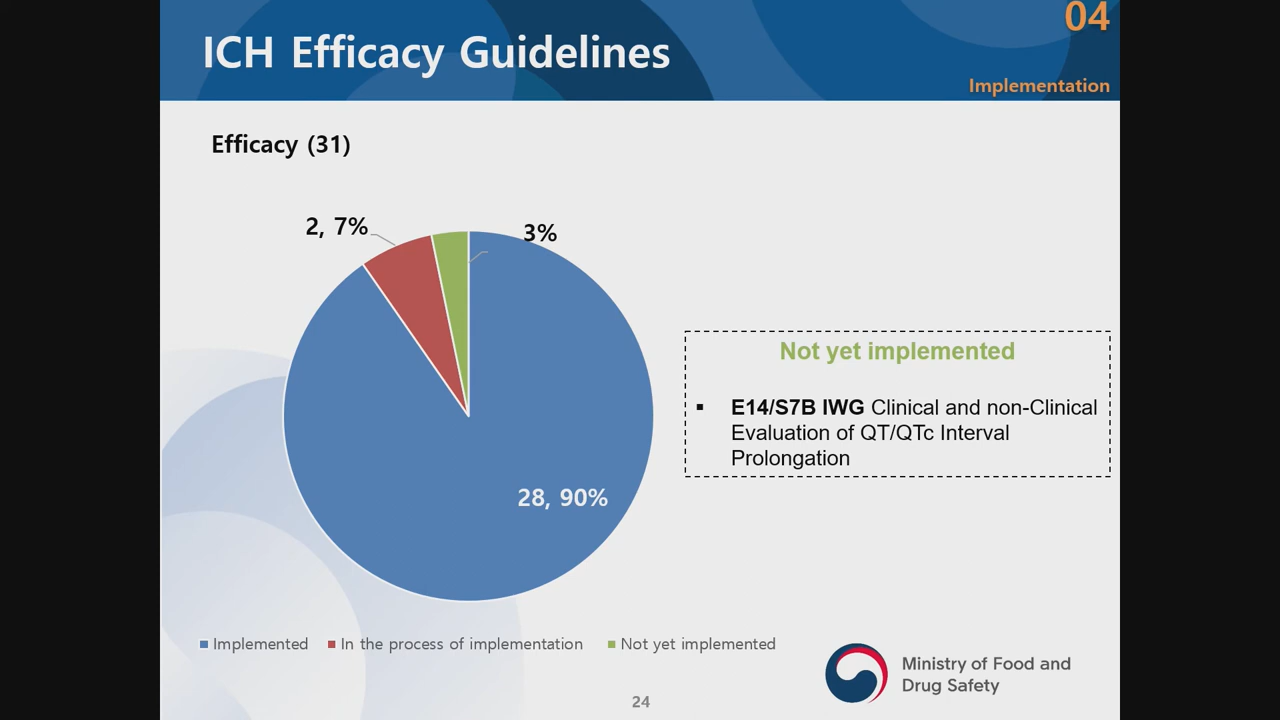 04
ICH Efficacy Guidelines
Implementation
Efficacy (31)
2, 7%
3%
28, 90%
Not yet implemented
▪ E14/S7B IWG Clinical and non-Clinical
Evaluation of QT/QTc Interval
Prolongation
Implemented
In the process of implementation
Not yet implemented
Ministry of Food and
Drug Safety
24